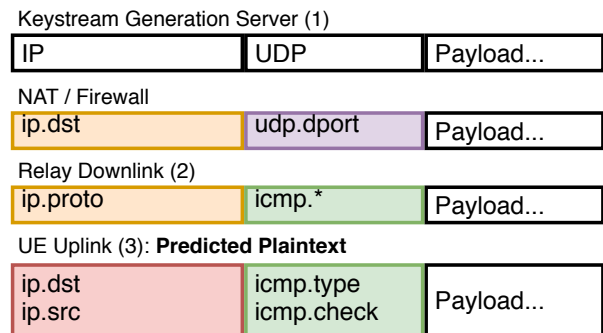 Keystream Generation Server (1)
IP UDP Payload...
NAT / Firewall
ip.dst udp.dport Payload...
Relay Downlink (2)
ip.proto icmp.* Payload...
UE Uplink (3): Predicted Plaintext
ip.dst icmp.type
ip.src icmp.check Payload...